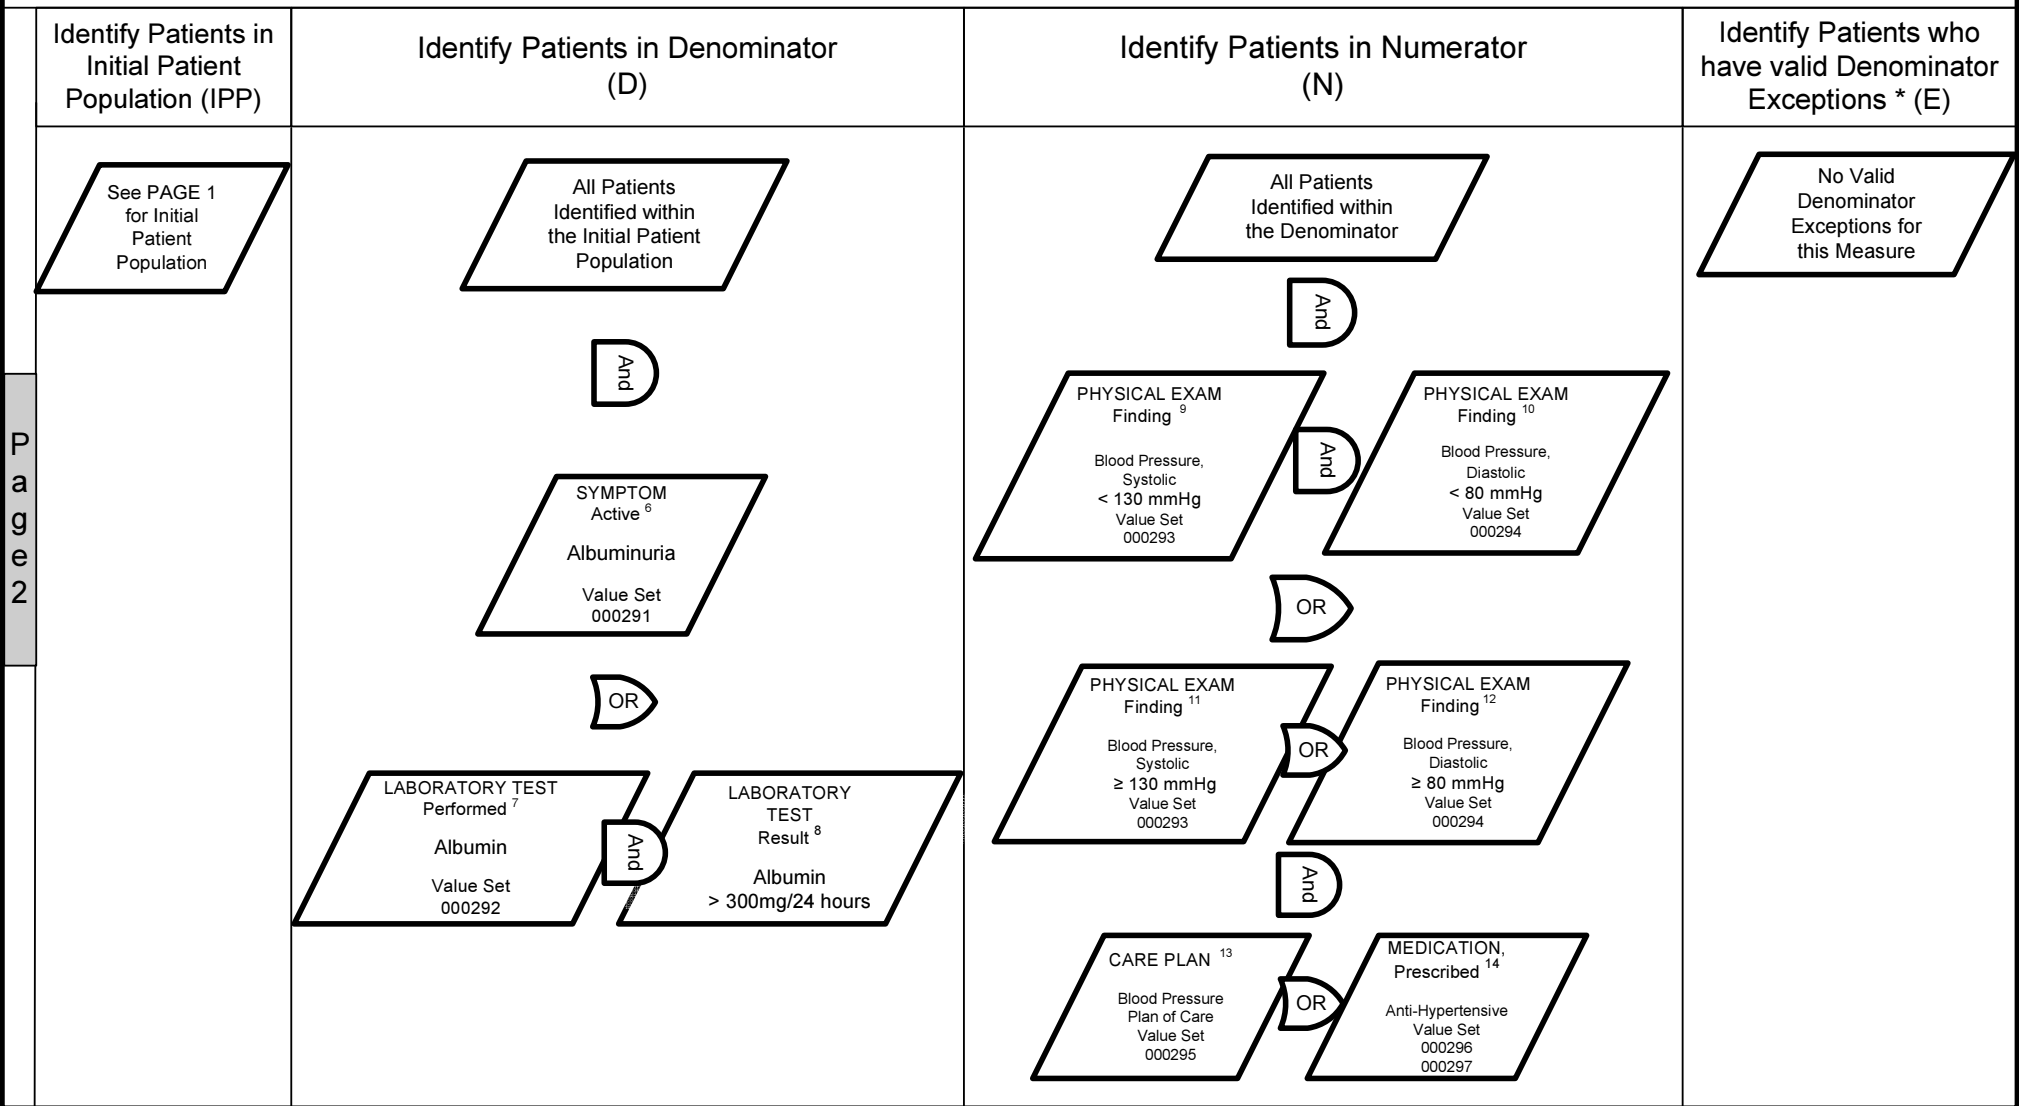 Identify Patients in
Initial Patient
Population (IPP)
Identify Patients in Denominator
(D)
Identify Patients in Numerator
(N)
Identify Patients who
have valid Denominator
Exceptions * (E)
P
a
g
e
2
See PAGE 1
for Initial
Patient
Population
All Patients
Identified within
the Initial Patient
Population
And
SYMPTOM
Active 6
Albuminuria
Value Set
000291
OR
LABORATORY TEST
Performed 7
Albumin
Value Set
000292
And
LABORATORY
TEST
Result 8
Albumin
> 300mg/24 hours
All Patients
Identified within
the Denominator
And
PHYSICAL EXAM
Finding 9
Blood Pressure,
Systolic
< 130 mmHg
Value Set
000293
And
PHYSICAL EXAM
Finding 10
Blood Pressure,
Diastolic
< 80 mmHg
Value Set
000294
OR
PHYSICAL EXAM
Finding 11
Blood Pressure,
Systolic
≥ 130 mmHg
Value Set
000293
OR
PHYSICAL EXAM
Finding 12
Blood Pressure,
Diastolic
≥ 80 mmHg
Value Set
000294
And
CARE PLAN 13
Blood Pressure
Plan of Care
Value Set
000295
OR
MEDICATION,
Prescribed 14
Anti-Hypertensive
Value Set
000296
000297
No Valid
Denominator
Exceptions for
this Measure